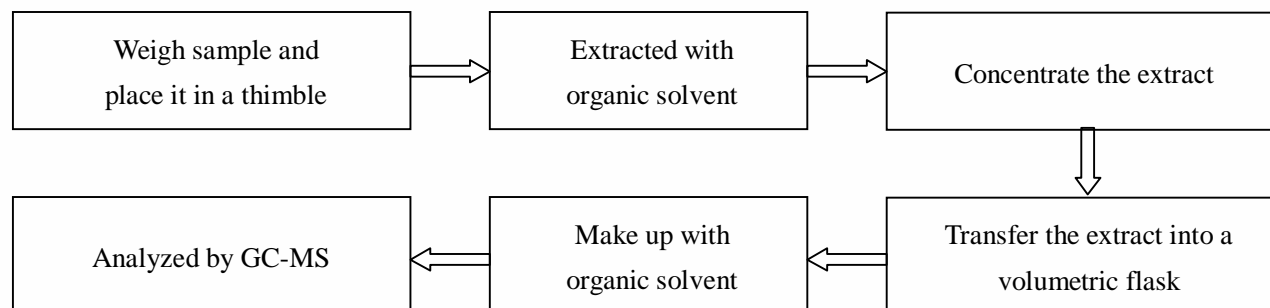 Weigh sample and
place it in a thimble
Extracted with
organic solvent
Concentrate the extract
Transfer the extract into a
volumetric flask
Make up with
organic solvent
Analyzed by GC-MS